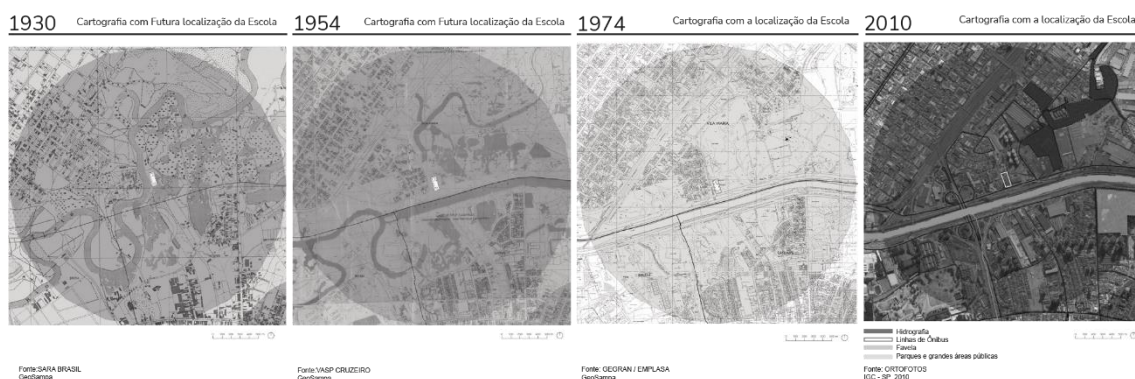 1930 Cartografia com Futura localização da Escola
1954 Cartografia com Futura localização da Escola
1974 Cartografia com a localização da Escola
2010 Cartografia com a localização da Escola
VILA MARIA
Hidrografia
Linhas de Ônibus
Favela
Parques e grandes áreas públicas
Fonte:SARA BRASIL
GeoSampa
Fonte:VASP CRUZEIRO
GeoSampa
Fonte: GEGRAN / EMPLASA
GeoSampa
Fonte: ORTOFOTOS
IGC - SP, 2010